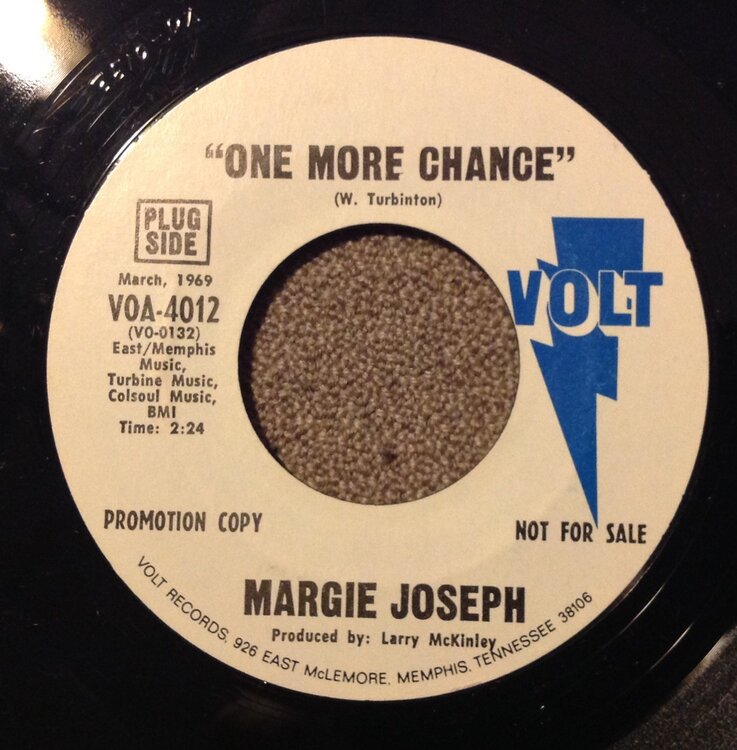 "ONE MORE CHANCE"
(W. Turbinton)
PLUG
SIDE
March, 1969
VOA-4012
(VO-0132)
East/Memphis
Music,
Turbine Music,
Colsoul Music,
BMI
Time: 2:24
VOLT
PROMOTION COPY
NOT FOR SALE
MARGIE JOSEPH
Produced by: Larry McKinley
VOLT RECORDS, 926 EAST McLEMORE, MEMPHIS, TENNESSEE 38106